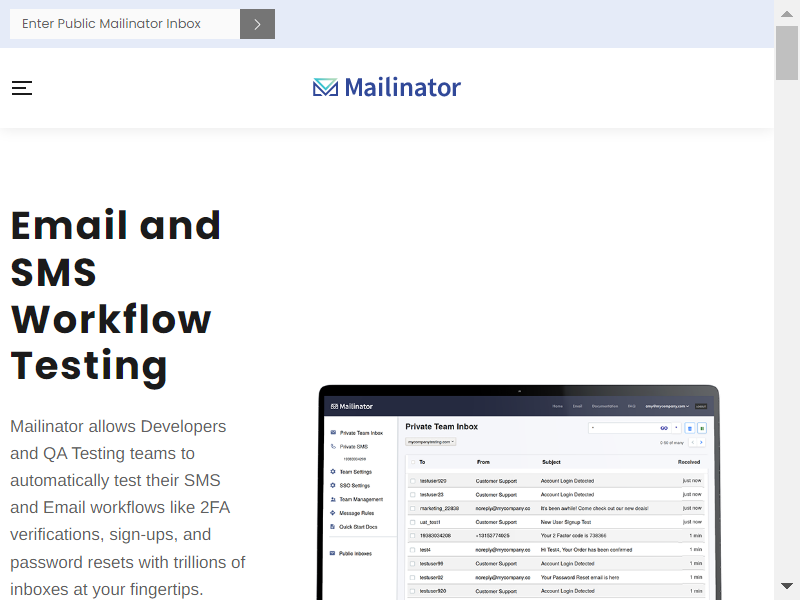 Enter Public Mailinator Inbox
Mailinator
Email and
SMS
Workflow
Testing
Mailinator allows Developers
and QA Testing teams to
automatically test their SMS
and Email workflows like 2FA
verifications, sign-ups, and
password resets with trillions of
inboxes at your fingertips.
Mailinator
Home Email Documentation FAQ
Private Team Inbox
Private SMS
Team Settings
SSO Settings
Team Management
Message Rules
Quick Start Docs
Public Inboxes
Private Team Inbox
GO
To From Subject Received
testuser929 Customer Support Account Login Detected just now
testuser23 Customer Support Account Login Detected just now
marketing_22838 noreply@mycompany.co It's been awhile! Come check out our new deals! just now
uat_test1 Customer Support New User Signup Test just now
19383024208 +13152774925 Your 2 Factor code is 738366 1 min
test4 noreply@mycompany.co Hi Test4, Your Order has been confirmed 1 min
testuser99 Customer Support Account Login Detected 1 min
testuser02 noreply@mycompany.co Your Password Reset email is here 1 min
testuser929 Customer Support Account Login Detected 1 min